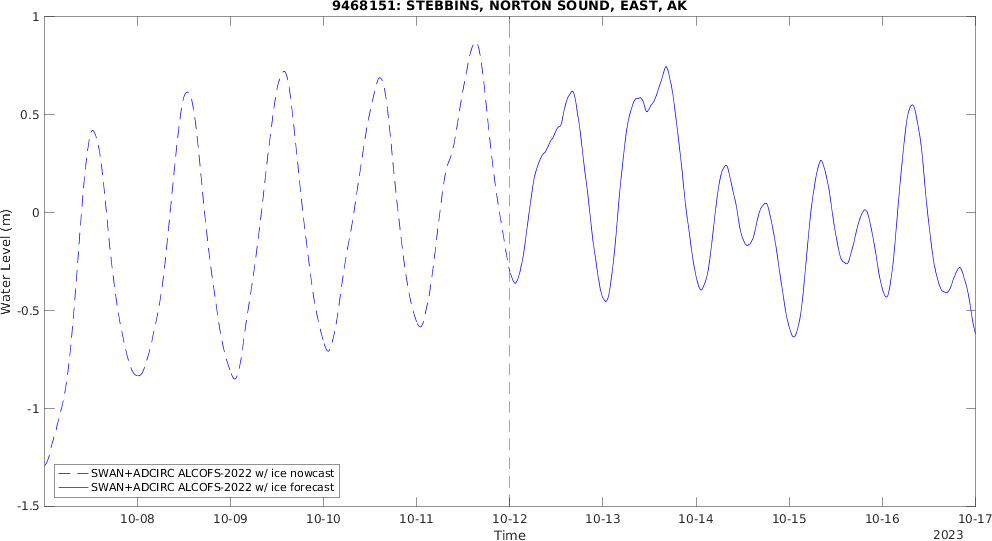 9468151: STEBBINS, NORTON SOUND, EAST, AK
1
0.5
0
-0.5
-1
-1.5
Water Level (m)
SWAN+ADCIRC ALCOFS-2022 w/ ice nowcast
SWAN+ADCIRC ALCOFS-2022 w/ ice forecast
10-08 10-09 10-10 10-11 10-12 10-13 10-14 10-15 10-16 10-17
Time
2023